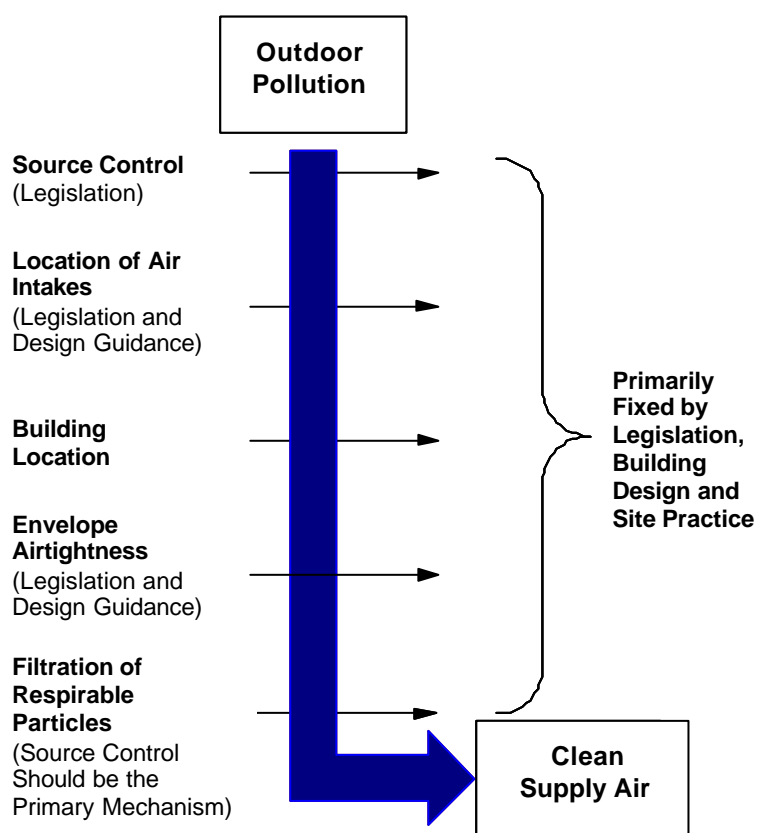 Outdoor
Pollution
Source Control
(Legislation)
Location of Air
Intakes
(Legislation and
Design Guidance)
Building
Location
Envelope
Airtightness
(Legislation and
Design Guidance)
Filtration of
Respirable
Particles
(Source Control
Should be the
Primary Mechanism)
Primarily
Fixed by
Legislation,
Building
Design and
Site Practice
Clean
Supply Air